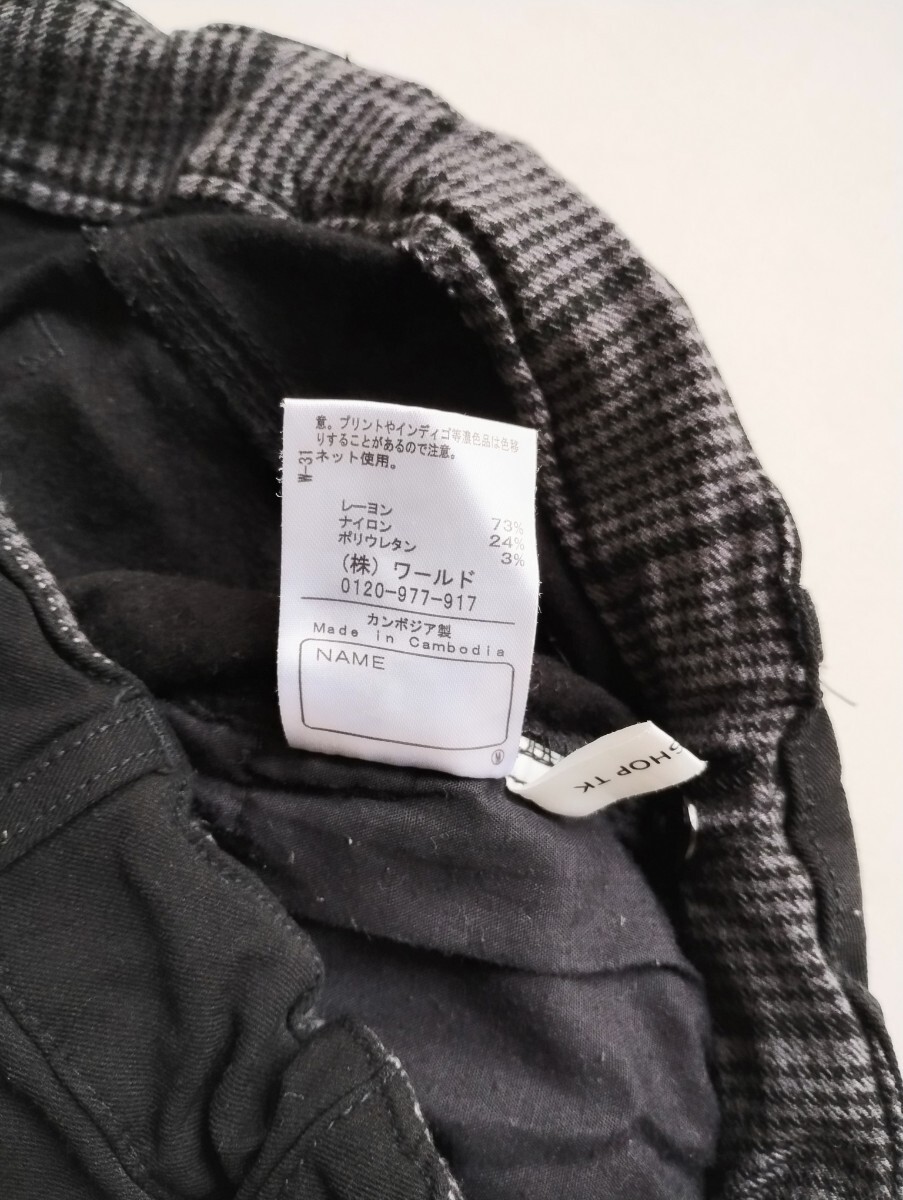 意。プリントやインディゴ等濃色品は色移
りすることがあるので注意。
ネット使用。
W-31
レーヨン 73%
ナイロン 24%
ポリウレタン 3%
(株) ワールド
0120-977-917
カンボジア製
Made in Cambodia
NAME
M
SHOP TK